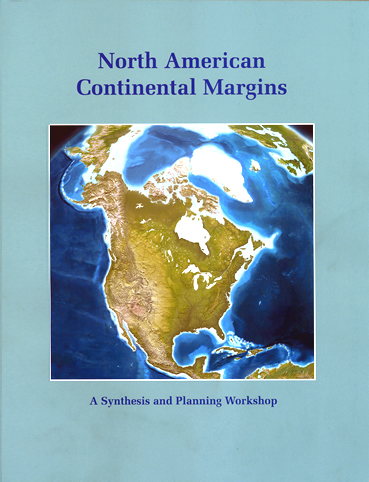 North American
Continental Margins
A Synthesis and Planning Workshop